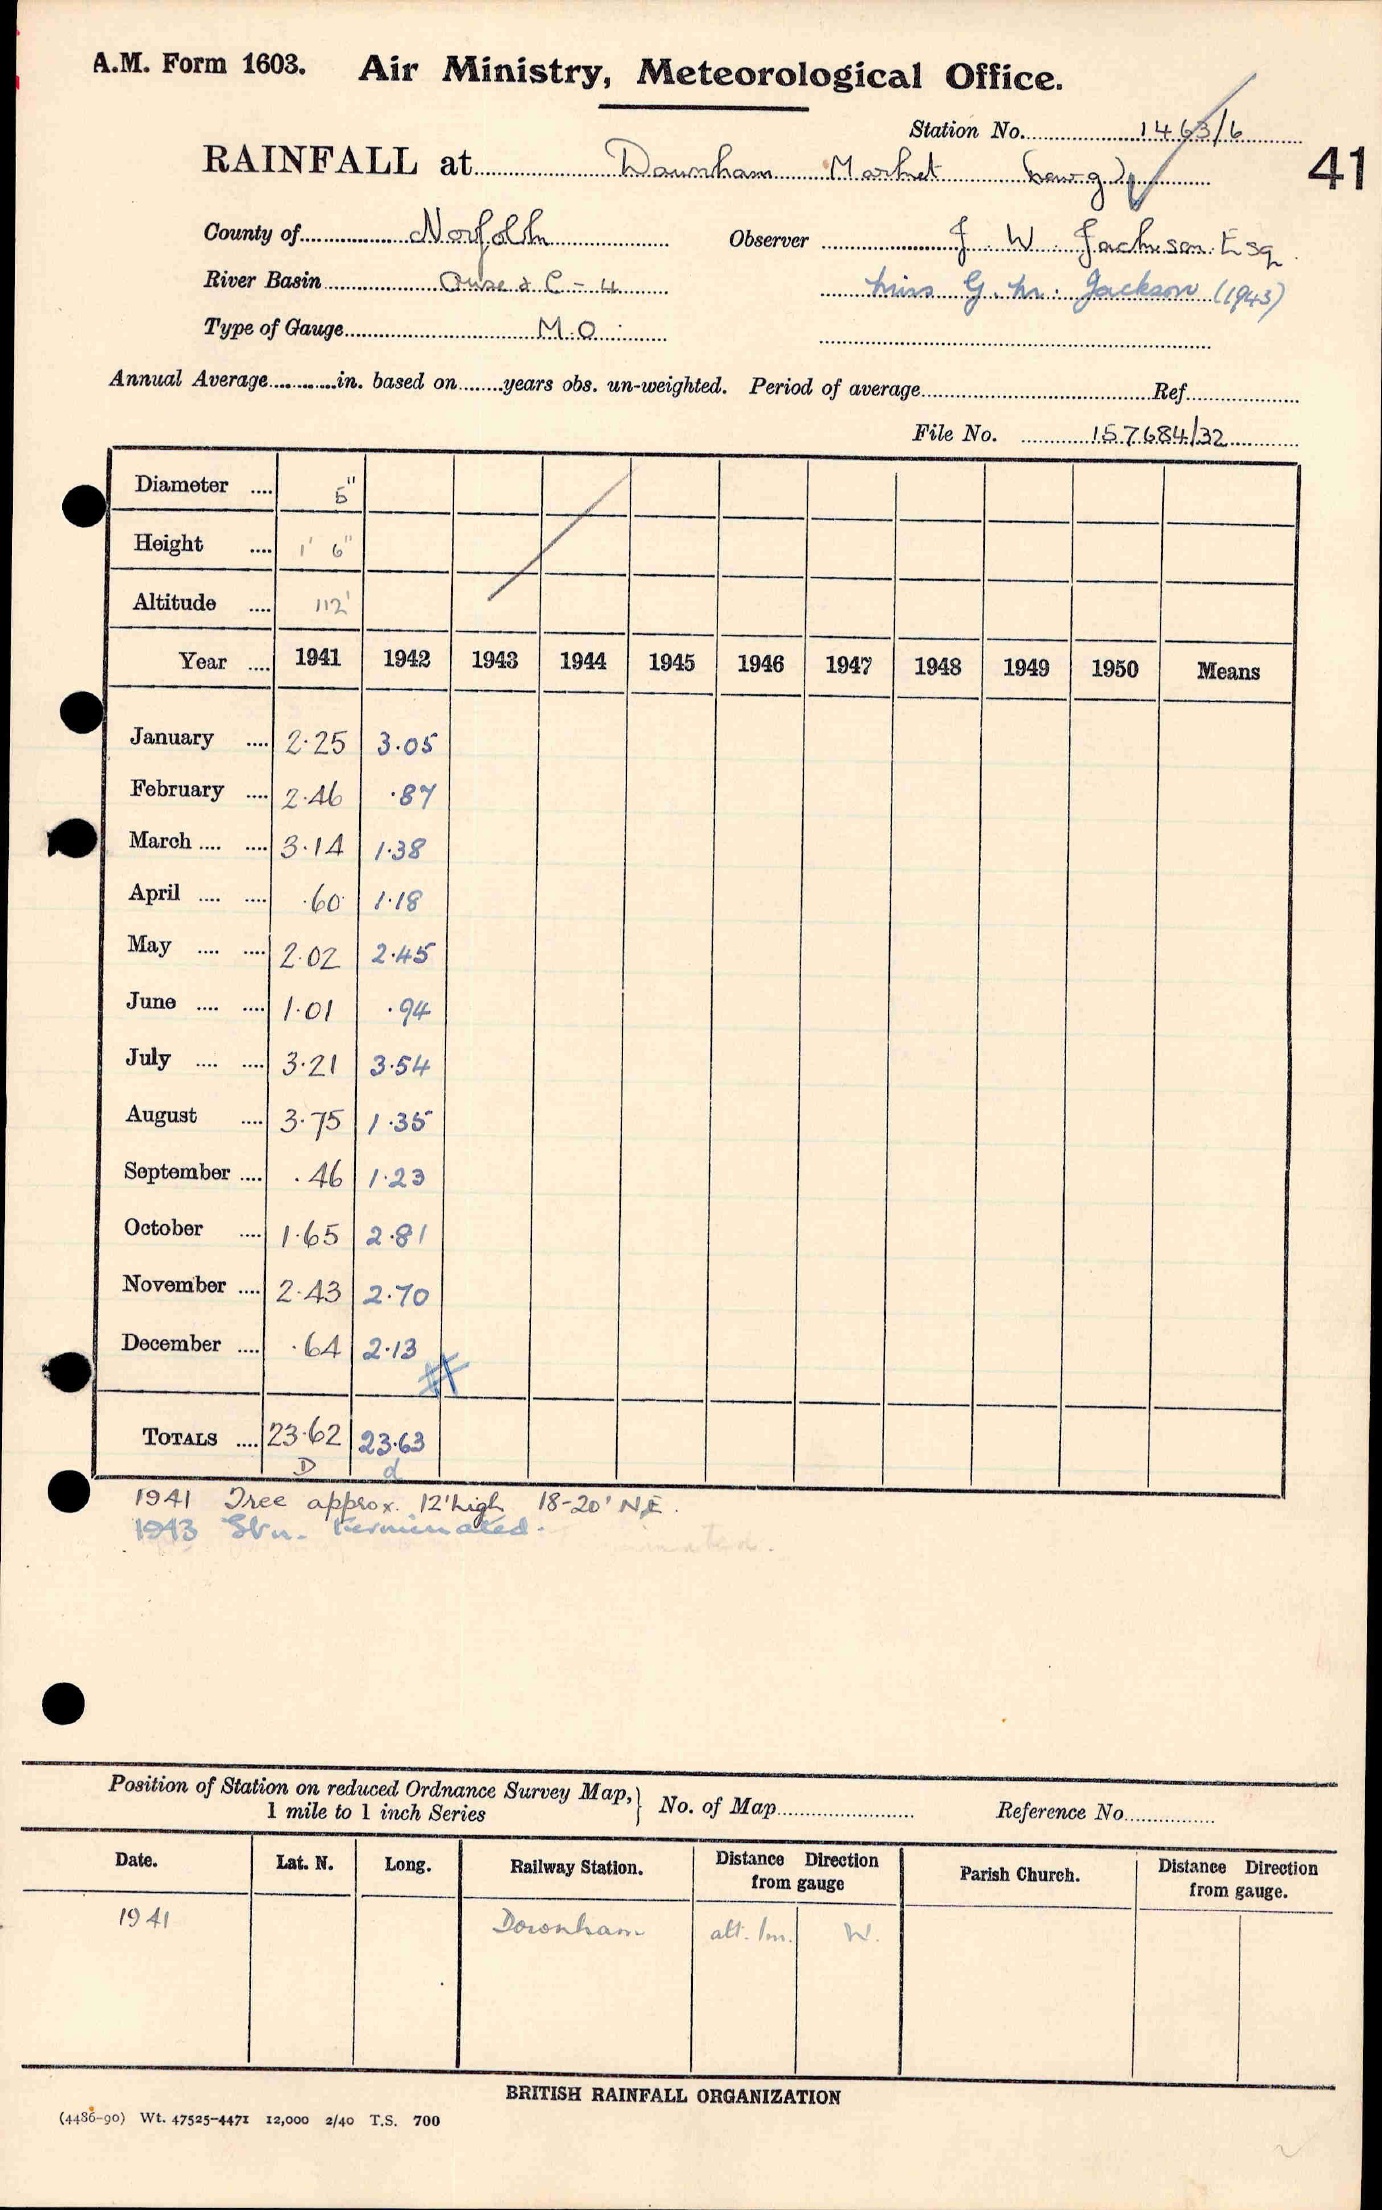 A.M. Form 1603. Air Ministry, Meteorological Office.
Station No. 1463/6
RAINFALL at Downham Market (new g) 41
County of Norfolk Observer J. W. Jackson Esq.
River Basin Ouse & C - 4 Miss G. M. Jackson (1943)
Type of Gauge M.O.
Annual Average in. based on years obs. un-weighted. Period of average Ref.
File No. 157684/32
Diameter .... 5"
Height .... 1' 6"
Altitude .... 112'
Year .... 1941 1942 1943 1944 1945 1946 1947 1948 1949 1950 Means
January .... 2.25 3.05
February .... 2.46 .87
March .... .... 3.14 1.38
April .... .... .60 1.18
May .... .... 2.02 2.45
June .... .... 1.01 .94
July .... .... 3.21 3.54
August .... 3.75 1.35
September .... .46 1.23
October .... 1.65 2.81
November .... 2.43 2.70
December .... .64 2.13
TOTALS .... 23.62 23.63
D d
1941 Tree approx. 12' high 18-20' N.E.
1943 Stn. terminated.
Position of Station on reduced Ordnance Survey Map,} No. of Map Reference No.
1 mile to 1 inch Series
Date. Lat. N. Long. Railway Station. Distance Direction from gauge Parish Church. Distance Direction from gauge.
1941 Downham alt. 1m. W.
BRITISH RAINFALL ORGANIZATION
(4486-90) Wt. 47525-4471 12,000 2/40 T.S. 700